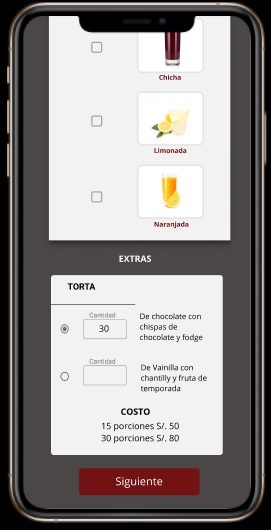 Chicha
Limonada
Naranjada
EXTRAS
TORTA
Cantidad
30
De chocolate con
chispas de
chocolate y fodge
Cantidad
De Vainilla con
chantilly y fruta de
temporada
COSTO
15 porciones S/. 50
30 porciones S/. 80
Siguiente